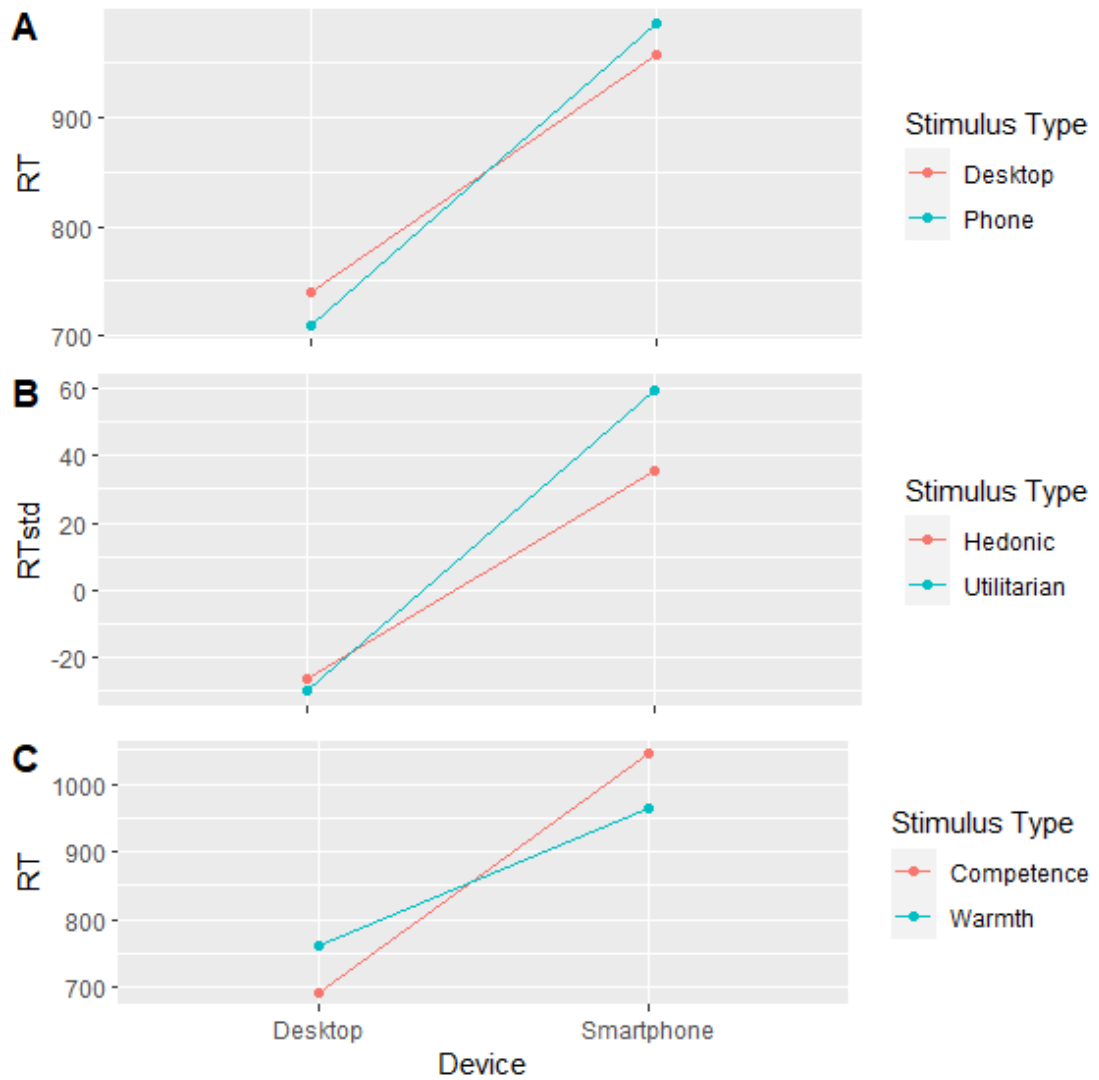 A
RT
900
800
700
Stimulus Type
Desktop
Phone
B
RTstd
60
40
20
0
-20
Stimulus Type
Hedonic
Utilitarian
C
RT
1000
900
800
700
Stimulus Type
Competence
Warmth
Desktop Smartphone
Device